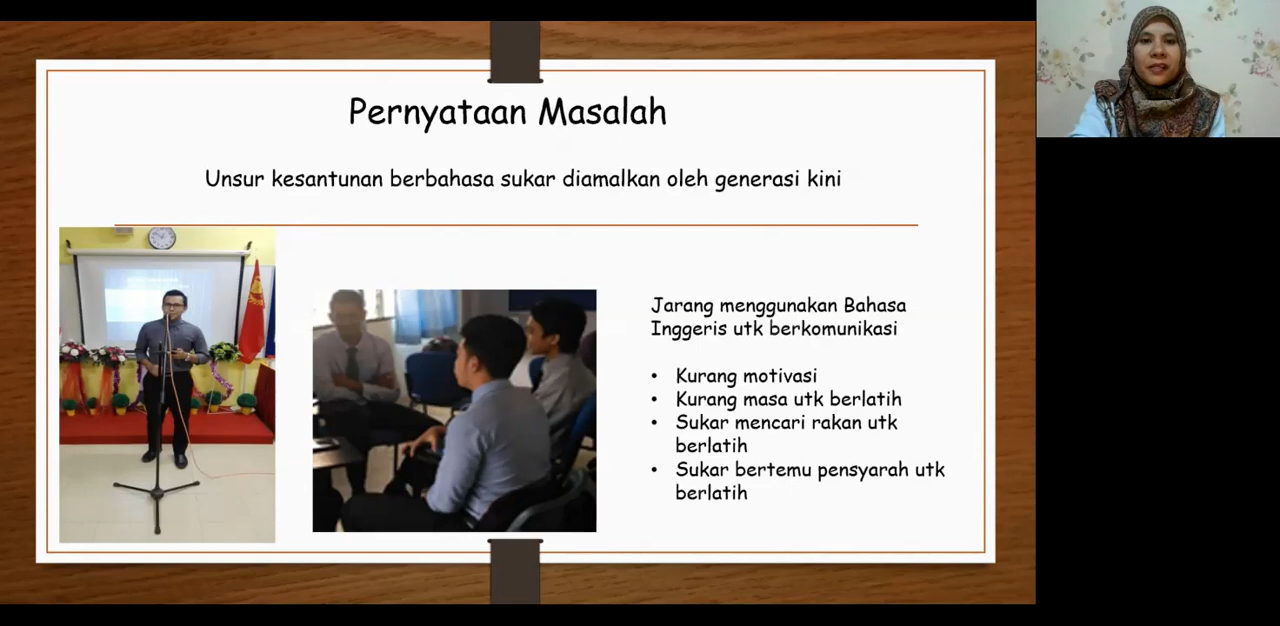 Pernyataan Masalah
Unsur kesantunan berbahasa sukar diamalkan oleh generasi kini
Jarang menggunakan Bahasa
Inggeris utk berkomunikasi
• Kurang motivasi
• Kurang masa utk berlatih
• Sukar mencari rakan utk
berlatih
• Sukar bertemu pensyarah utk
berlatih